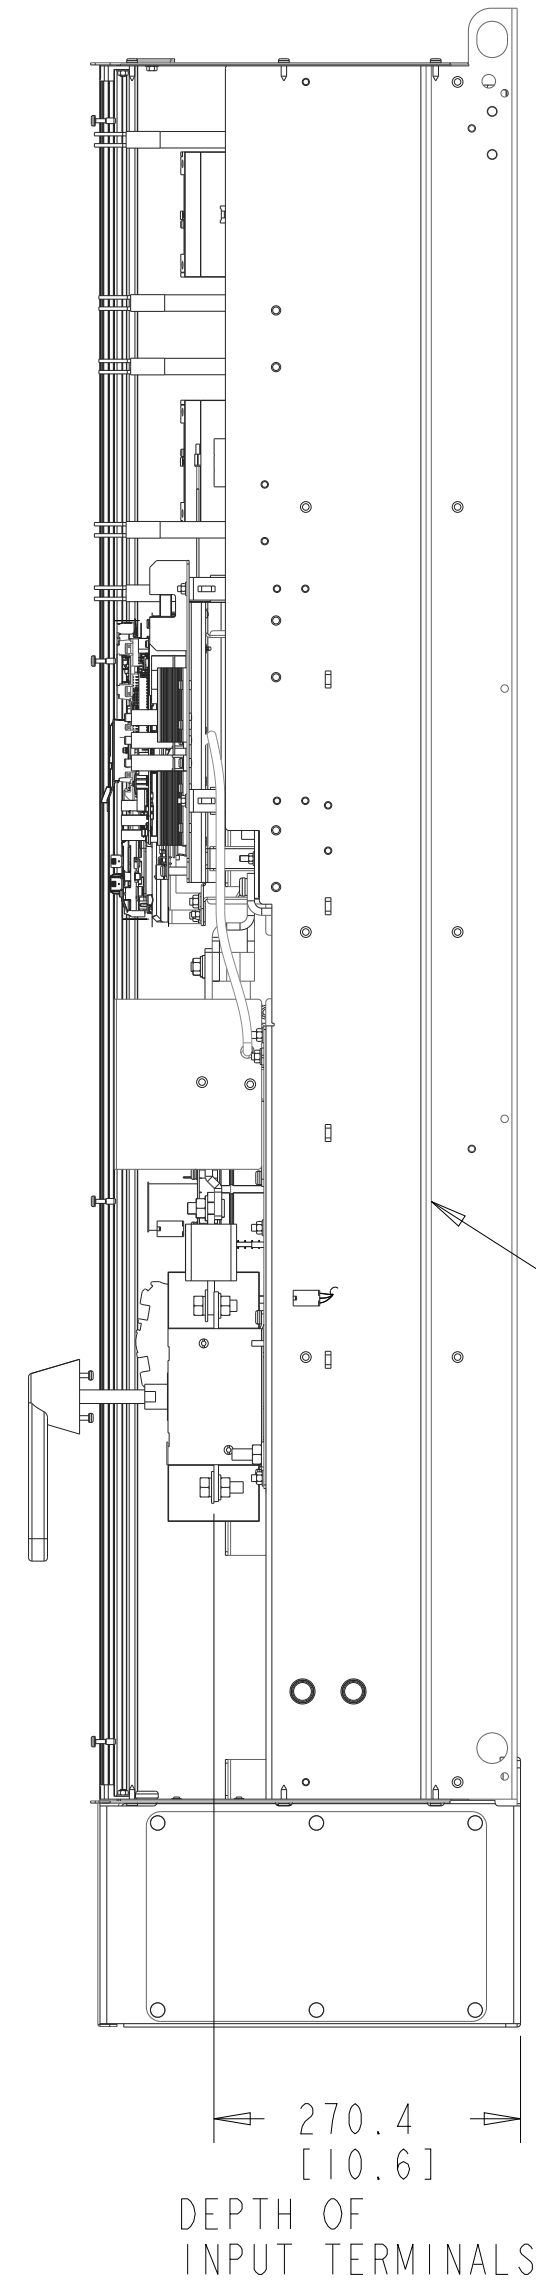 270.4
[10.6]
DEPTH OF
INPUT TERMINALS